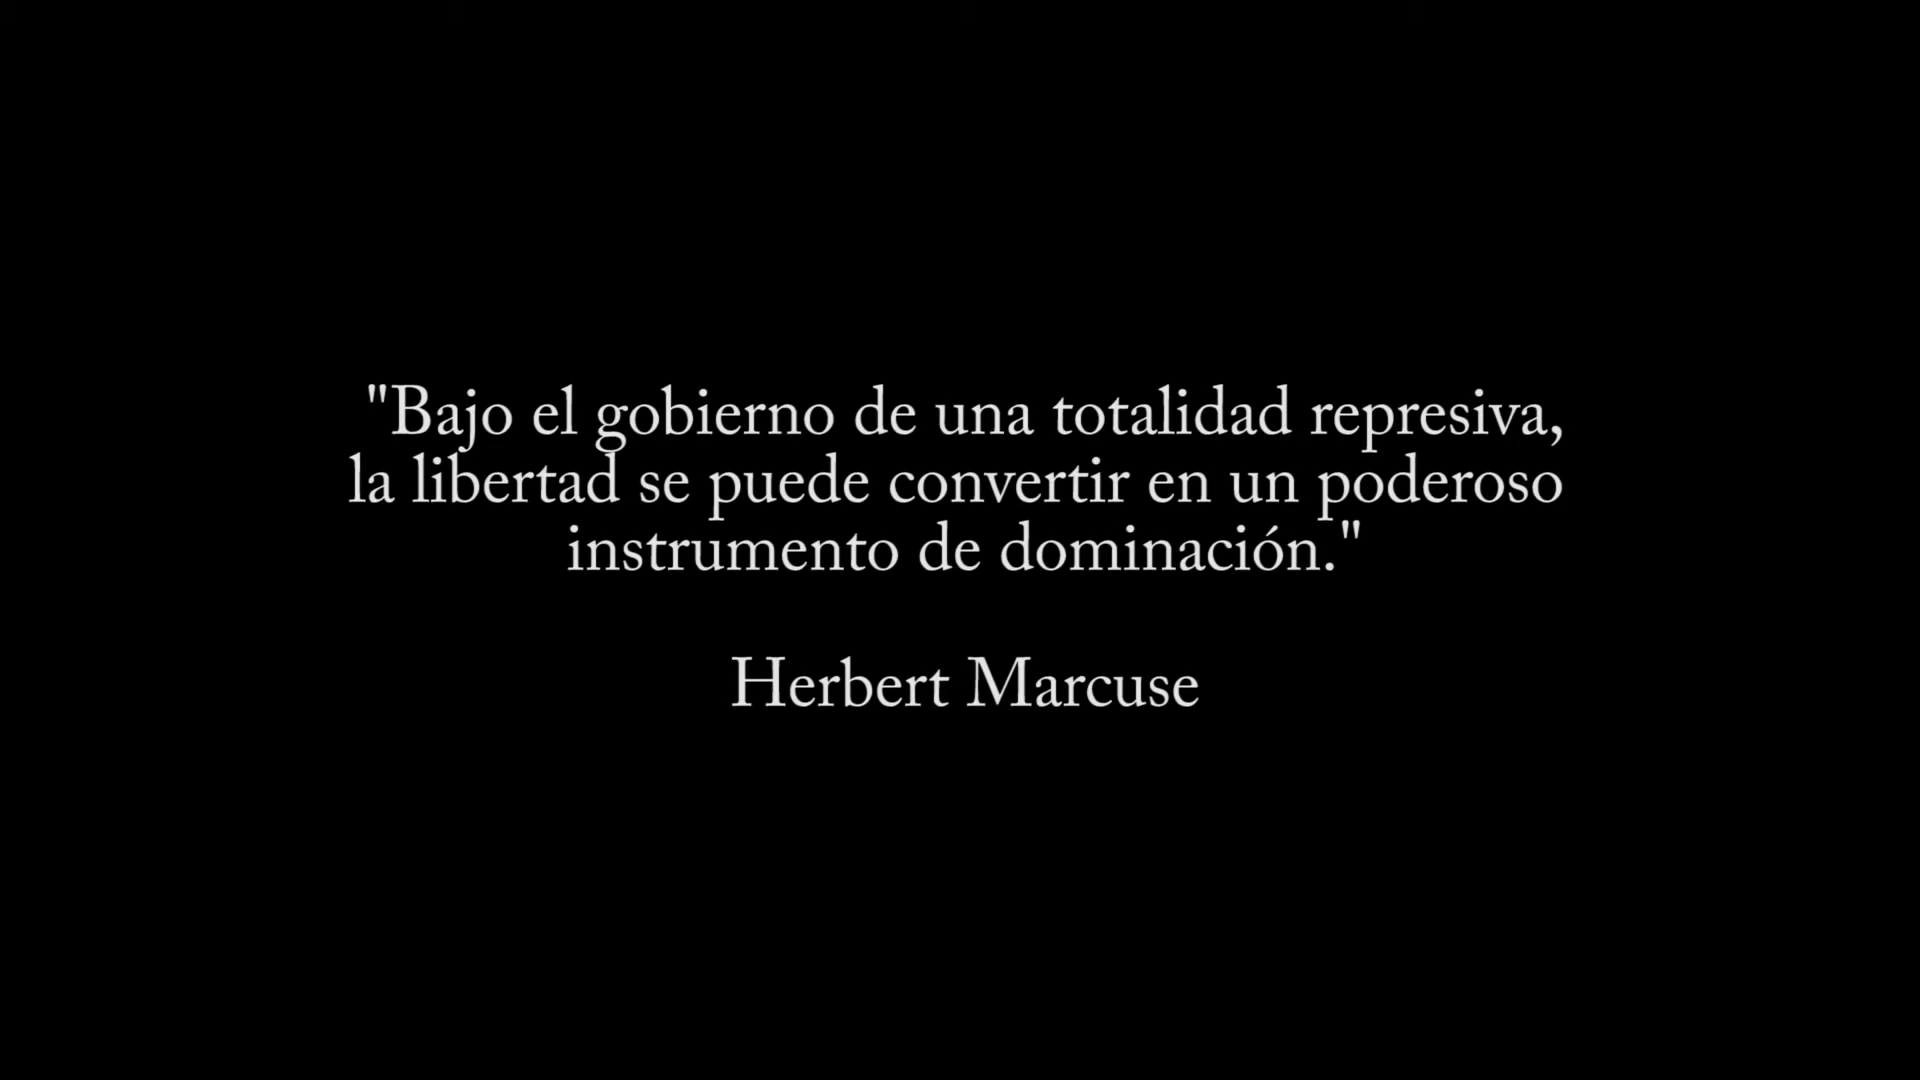 "Bajo el gobierno de una totalidad represiva,
la libertad se puede convertir en un poderoso
instrumento de dominación."
Herbert Marcuse